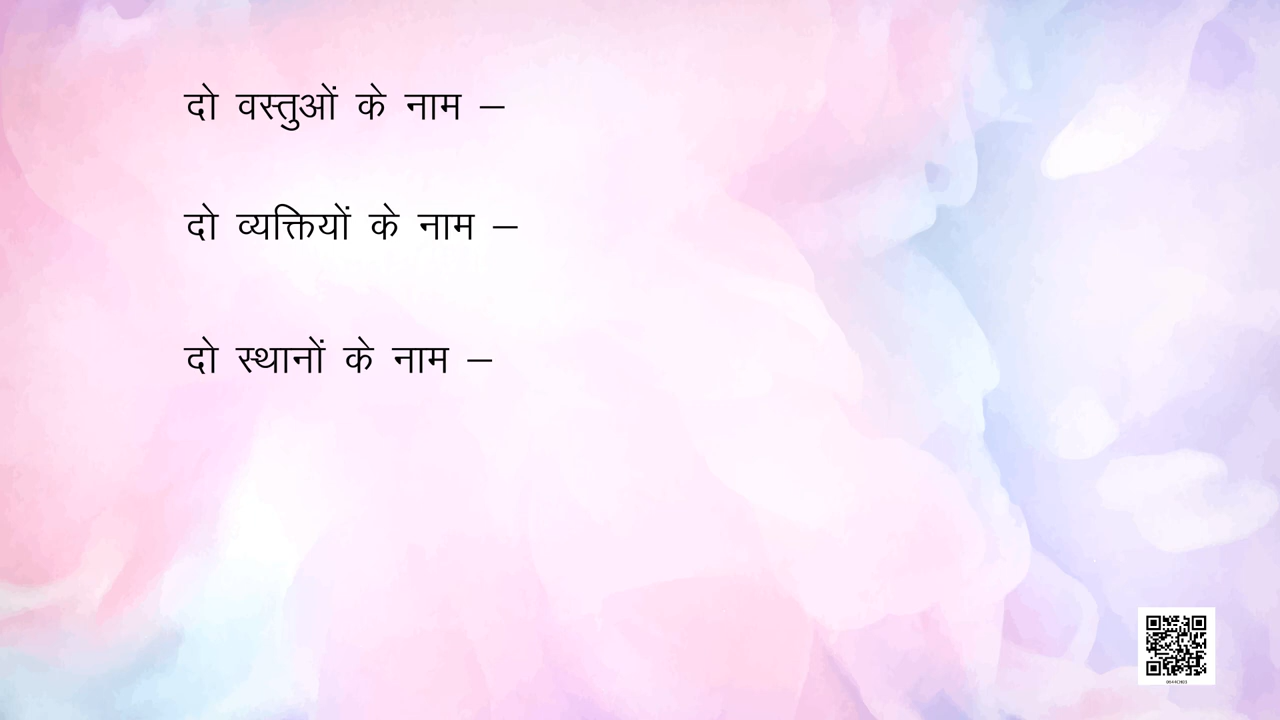 दो वस्तुओं के नाम –
दो व्यक्तियों के नाम –
दो स्थानों के नाम –